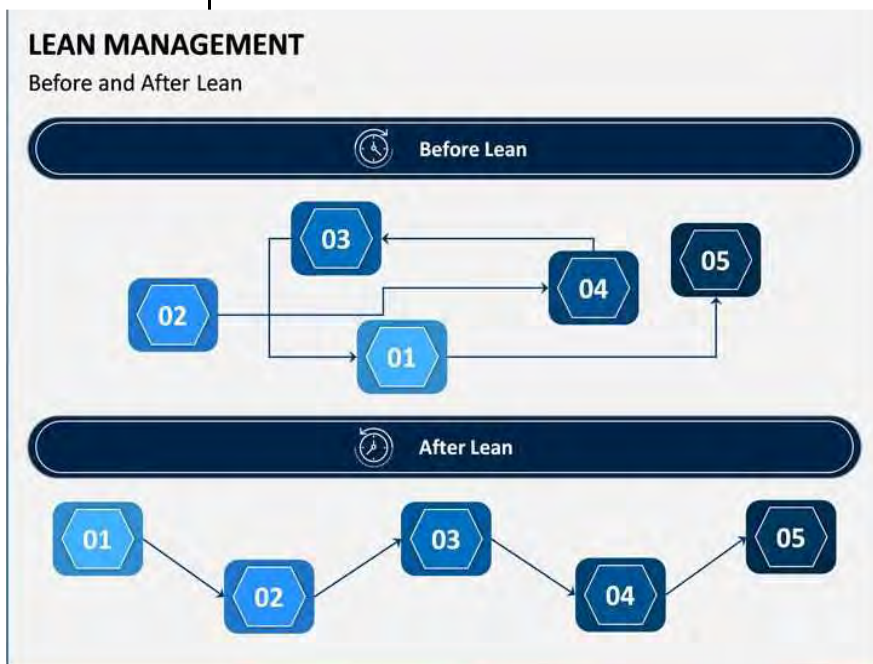 LEAN MANAGEMENT
Before and After Lean
Before Lean
03
05
04
02
01
After Lean
01
03
05
02
04